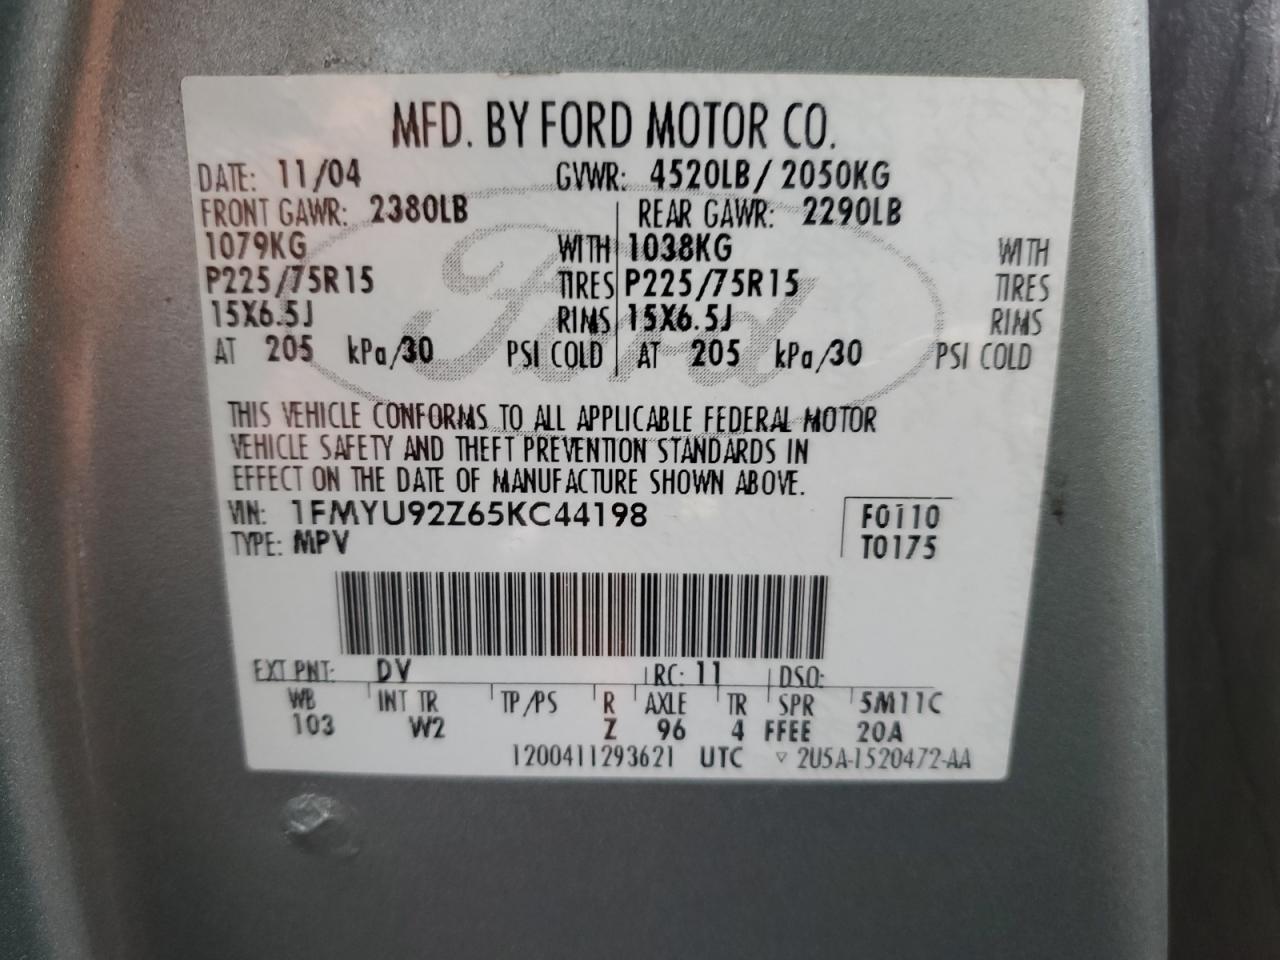 MFD. BY FORD MOTOR CO.
DATE: 11/04 GVWR: 4520LB/ 2050KG
FRONT GAWR: 2380LB REAR GAWR: 2290LB
1079KG WITH 1038KG WITH
P225/75R15 TIRES P225/75R15 TIRES
15X6.5J RIMS 15X6.5J RIMS
AT 205 kPa/30 PSI COLD AT 205 kPa/30 PSI COLD
Ford
THIS VEHICLE CONFORMS TO ALL APPLICABLE FEDERAL MOTOR
VEHICLE SAFETY AND THEFT PREVENTION STANDARDS IN
EFFECT ON THE DATE OF MANUFACTURE SHOWN ABOVE.
VIN: 1FMYU92Z65KC44198 F0110
TYPE: MPV T0175
EXT PNT: DV RC: 11 DSO:
WB INT TR TP/PS R AXLE TR SPR 5M11C
103 W2 Z 96 4 FFEE 20A
1200411293621 UTC ▽ 2U5A-1520472-AA